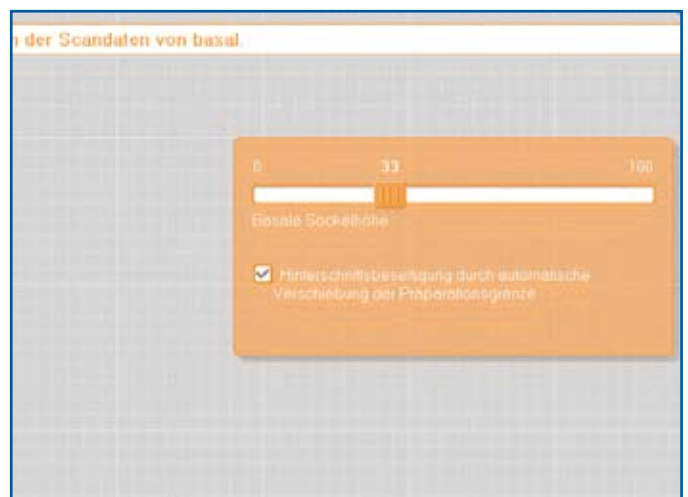 n der Scandaten von basal.
0 33 100
Basale Sockelhöhe
Hinterschnittsbeseitigung durch automatische
Verschiebung der Präparationsgrenze